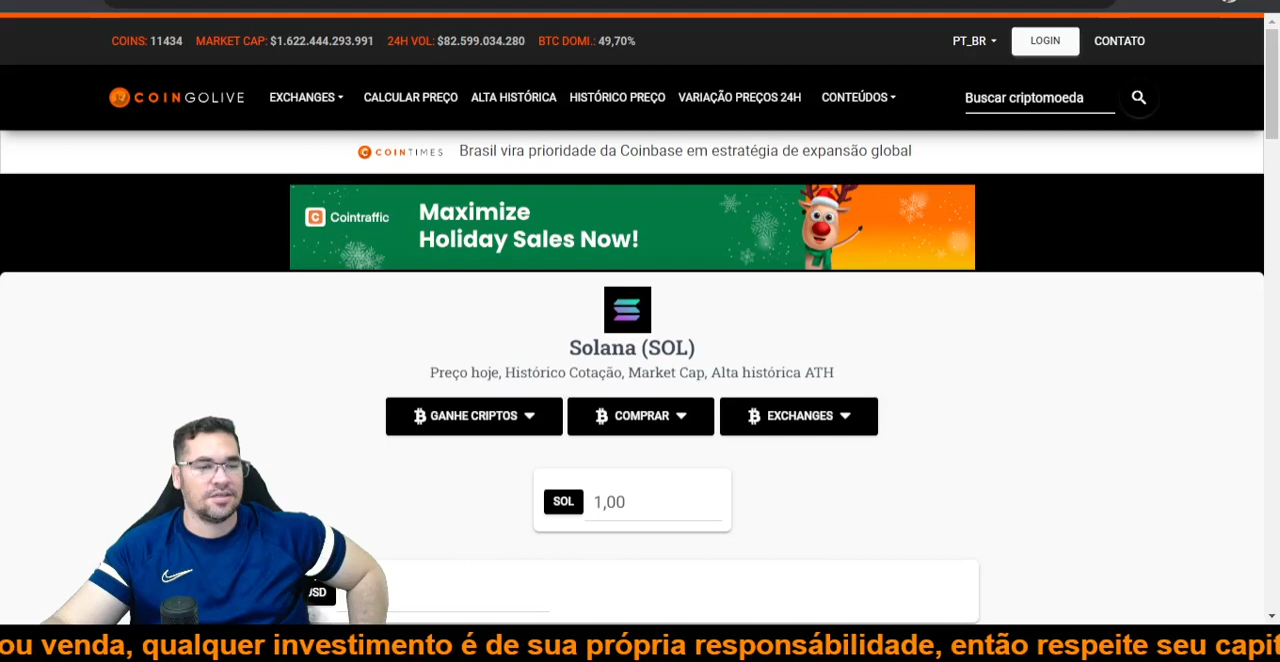 COINS: 11434 MARKET CAP: $1.622.444.293.991 24H VOL: $82.599.034.280 BTC DOMI.: 49,70% PT_BR LOGIN CONTATO
COINGOLIVE EXCHANGES CALCULAR PREÇO ALTA HISTÓRICA HISTÓRICO PREÇO VARIAÇÃO PREÇOS 24H CONTEÚDOS Buscar criptomoeda
COINTIMES Brasil vira prioridade da Coinbase em estratégia de expansão global
Cointraffic
Maximize
Holiday Sales Now!
Solana (SOL)
Preço hoje, Histórico Cotação, Market Cap, Alta histórica ATH
GANHE CRIPTOS COMPRAR EXCHANGES
SOL 1,00
ou venda, qualquer investimento é de sua própria responsábilidade, então respeite seu